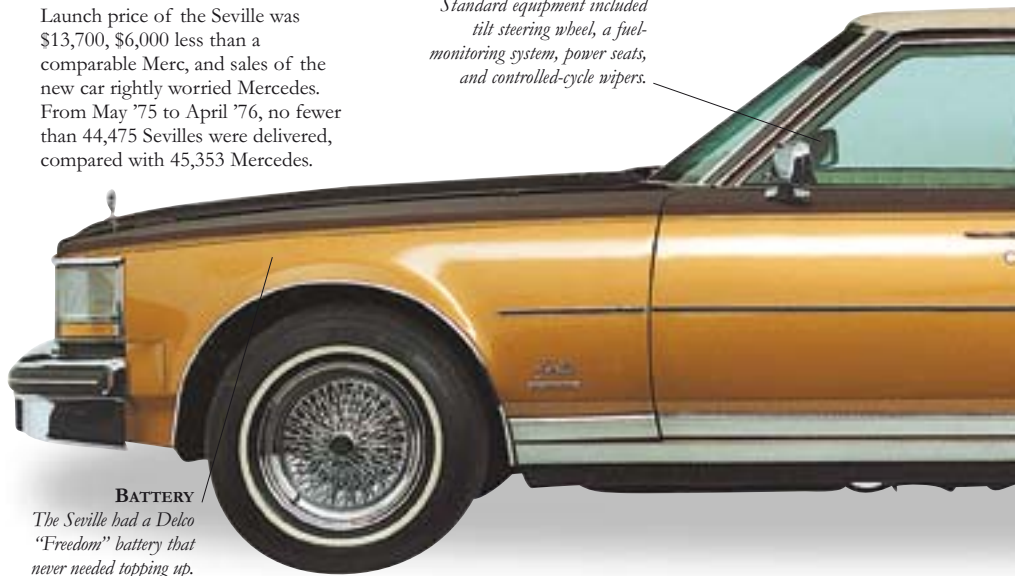 Launch price of the Seville was
$13,700, $6,000 less than a
comparable Merc, and sales of the
new car rightly worried Mercedes.
From May ’75 to April ’76, no fewer
than 44,475 Sevilles were delivered,
compared with 45,353 Mercedes.
Standard equipment included
tilt steering wheel, a fuel-
monitoring system, power seats,
and controlled-cycle wipers.
BATTERY
The Seville had a Delco
“Freedom” battery that
never needed topping up.